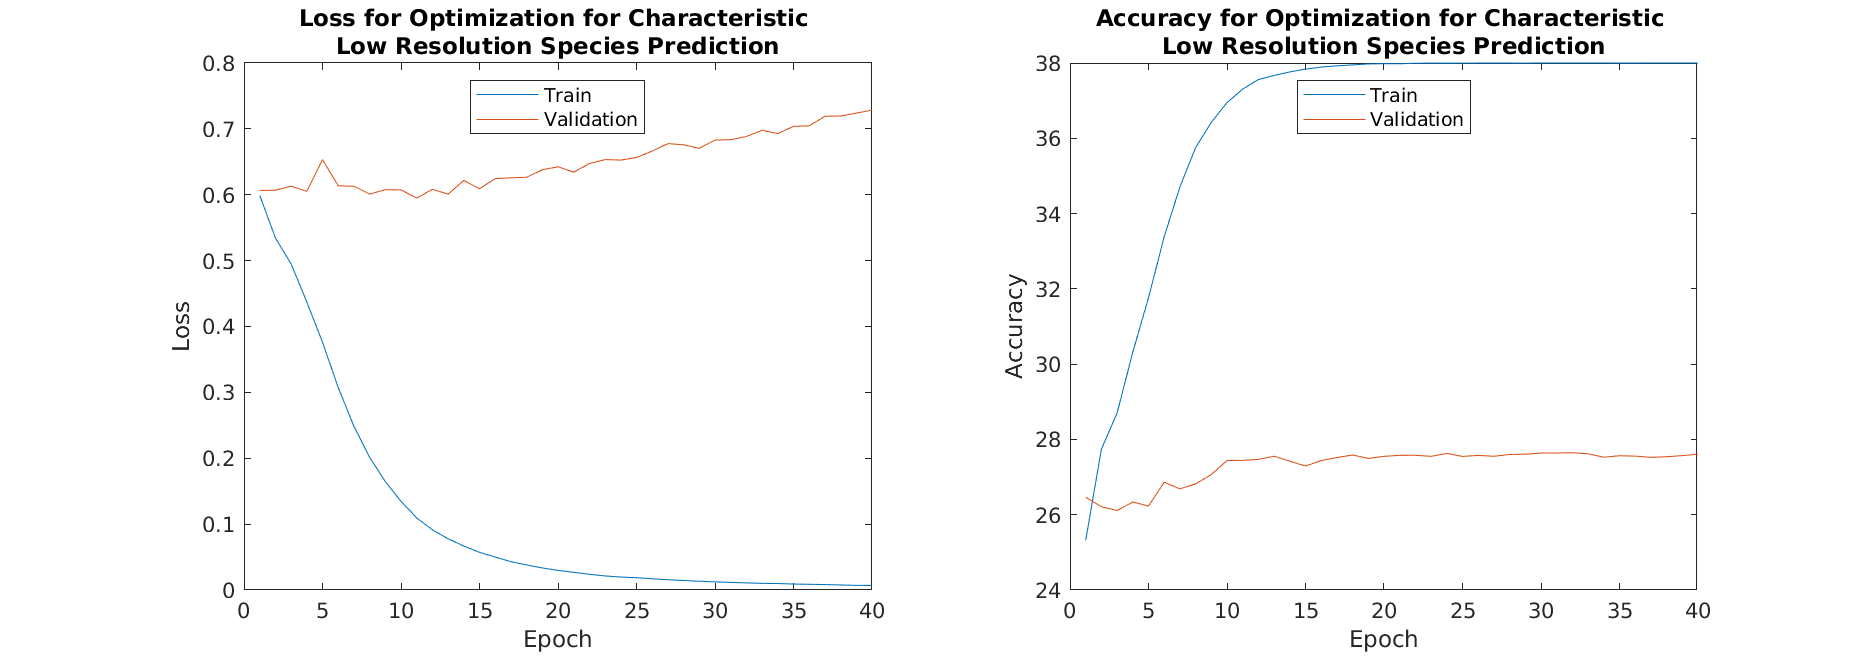 Loss for Optimization for Characteristic
Low Resolution Species Prediction
0.8
0.7
0.6
0.5
0.4
0.3
0.2
0.1
0
Loss
Train
Validation
0 5 10 15 20 25 30 35 40
Epoch
Accuracy for Optimization for Characteristic
Low Resolution Species Prediction
38
36
34
32
30
28
26
24
Accuracy
Train
Validation
0 5 10 15 20 25 30 35 40
Epoch